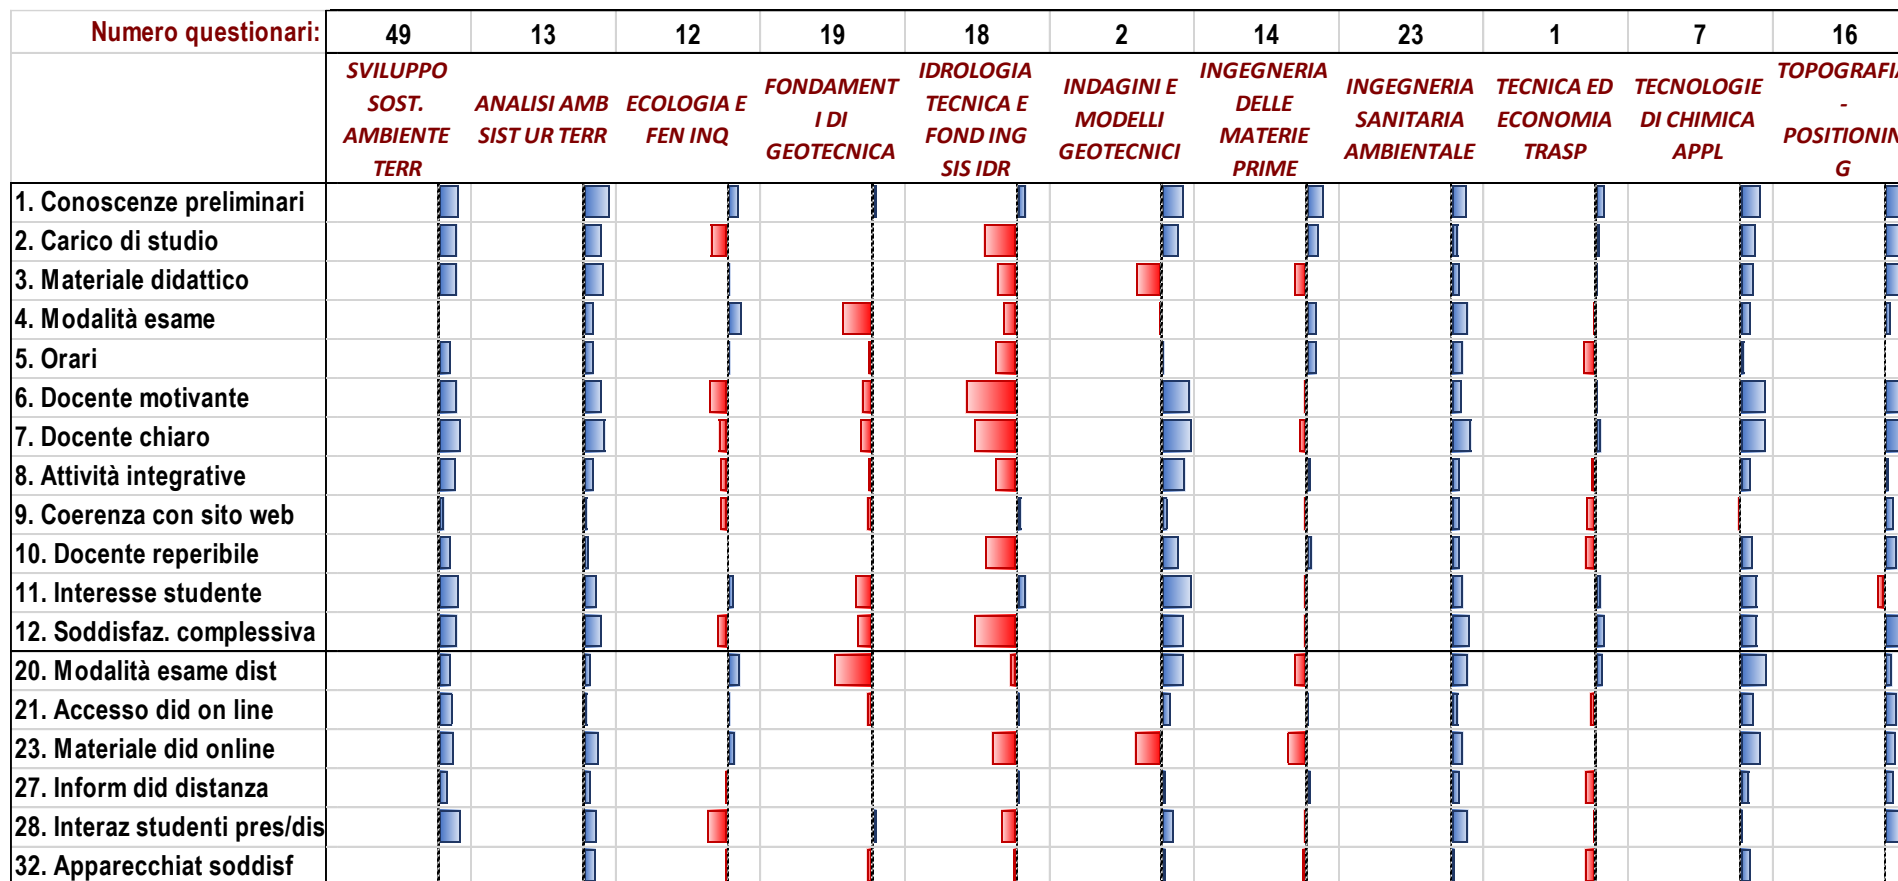 Numero questionari: 49 13 12 19 18 2 14 23 1 7 16
SVILUPPO
SOST.
AMBIENTE
TERR
ANALISI AMB
SIST UR TERR
ECOLOGIA E
FEN INQ
FONDAMENT
I DI
GEOTECNICA
IDROLOGIA
TECNICA E
FOND ING
SIS IDR
INDAGINI E
MODELLI
GEOTECNICI
INGEGNERIA
DELLE
MATERIE
PRIME
INGEGNERIA
SANITARIA
AMBIENTALE
TECNICA ED
ECONOMIA
TRASP
TECNOLOGIE
DI CHIMICA
APPL
TOPOGRAFIA
-
POSITIONIN
G
1. Conoscenze preliminari
2. Carico di studio
3. Materiale didattico
4. Modalità esame
5. Orari
6. Docente motivante
7. Docente chiaro
8. Attività integrative
9. Coerenza con sito web
10. Docente reperibile
11. Interesse studente
12. Soddisfaz. complessiva
20. Modalità esame dist
21. Accesso did on line
23. Materiale did online
27. Inform did distanza
28. Interaz studenti pres/dis
32. Apparecchiat soddisf